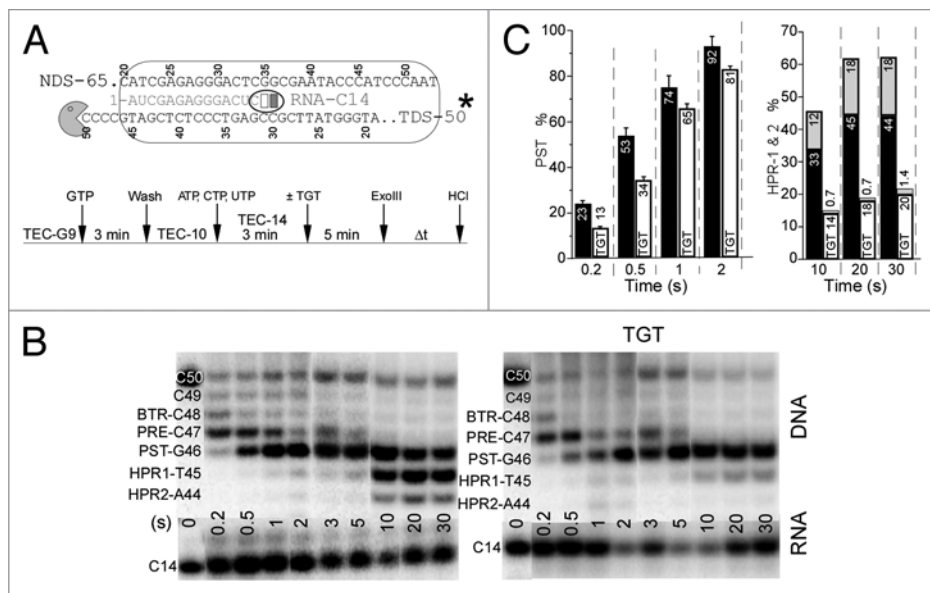 A
20 25 30 35 40 45 50
NDS-65.CATCGAGAGGGACTCGGCGAATACCCATCCCAAT
1-AUCGAGAGGGACUC RNA-C14
CCCCGTAGCTCTCCCTGAGCCGCTTATGGGTA..TDS-50
*
50 45 40 35 30 25 20
GTP Wash ATP, CTP, UTP ± TGT ExoIII HCl
TEC-G9 3 min TEC-10 TEC-14 3 min 5 min Δt
C
PST %
80
60
40
20
0
23 13 53 34 74 65 92 81
TGT TGT TGT TGT
0.2 0.5 1 2
Time (s)
HPR-1 & 2 %
70
60
50
40
30
20
10
0
12 33 0.7 TGT 14
18 45 0.7 TGT 18
18 44 1.4 TGT 20
10 20 30
Time (s)
B
C50
C49
BTR-C48
PRE-C47
PST-G46
HPR1-T45
HPR2-A44
(s) 0 0.2 0.5 1 2 3 5 10 20 30
C14
TGT
C50
C49
BTR-C48
PRE-C47
PST-G46
HPR1-T45
HPR2-A44
0 0.2 0.5 1 2 3 5 10 20 30
C14
DNA
RNA